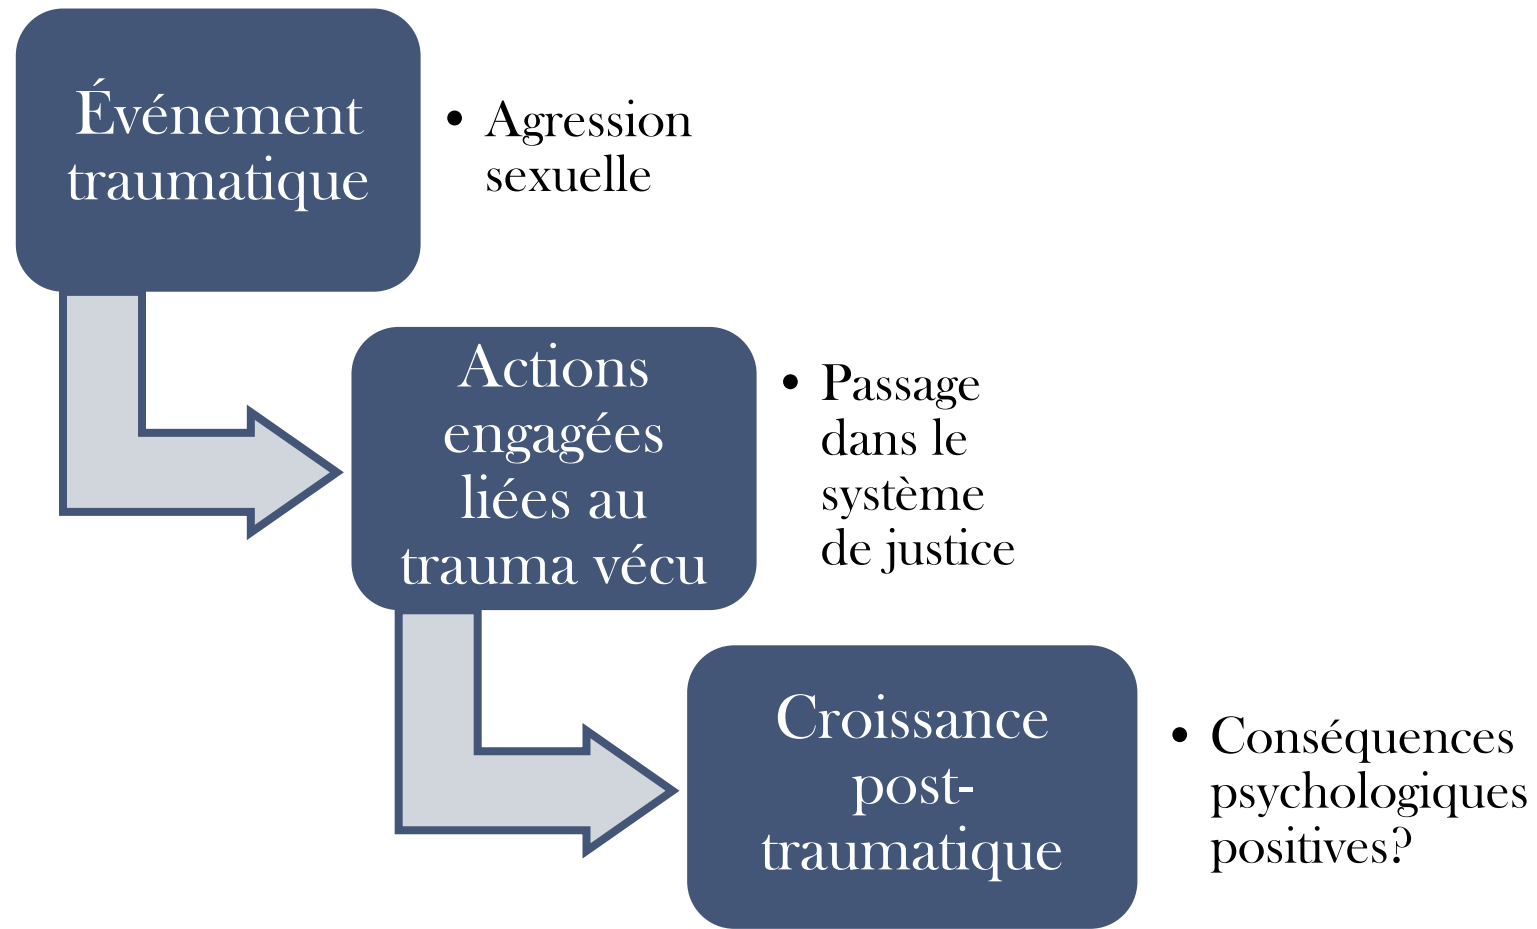 Événement
traumatique
• Agression
sexuelle
Actions
engagées
liées au
trauma vécu
• Passage
dans le
système
de justice
Croissance
post-
traumatique
• Conséquences
psychologiques
positives?